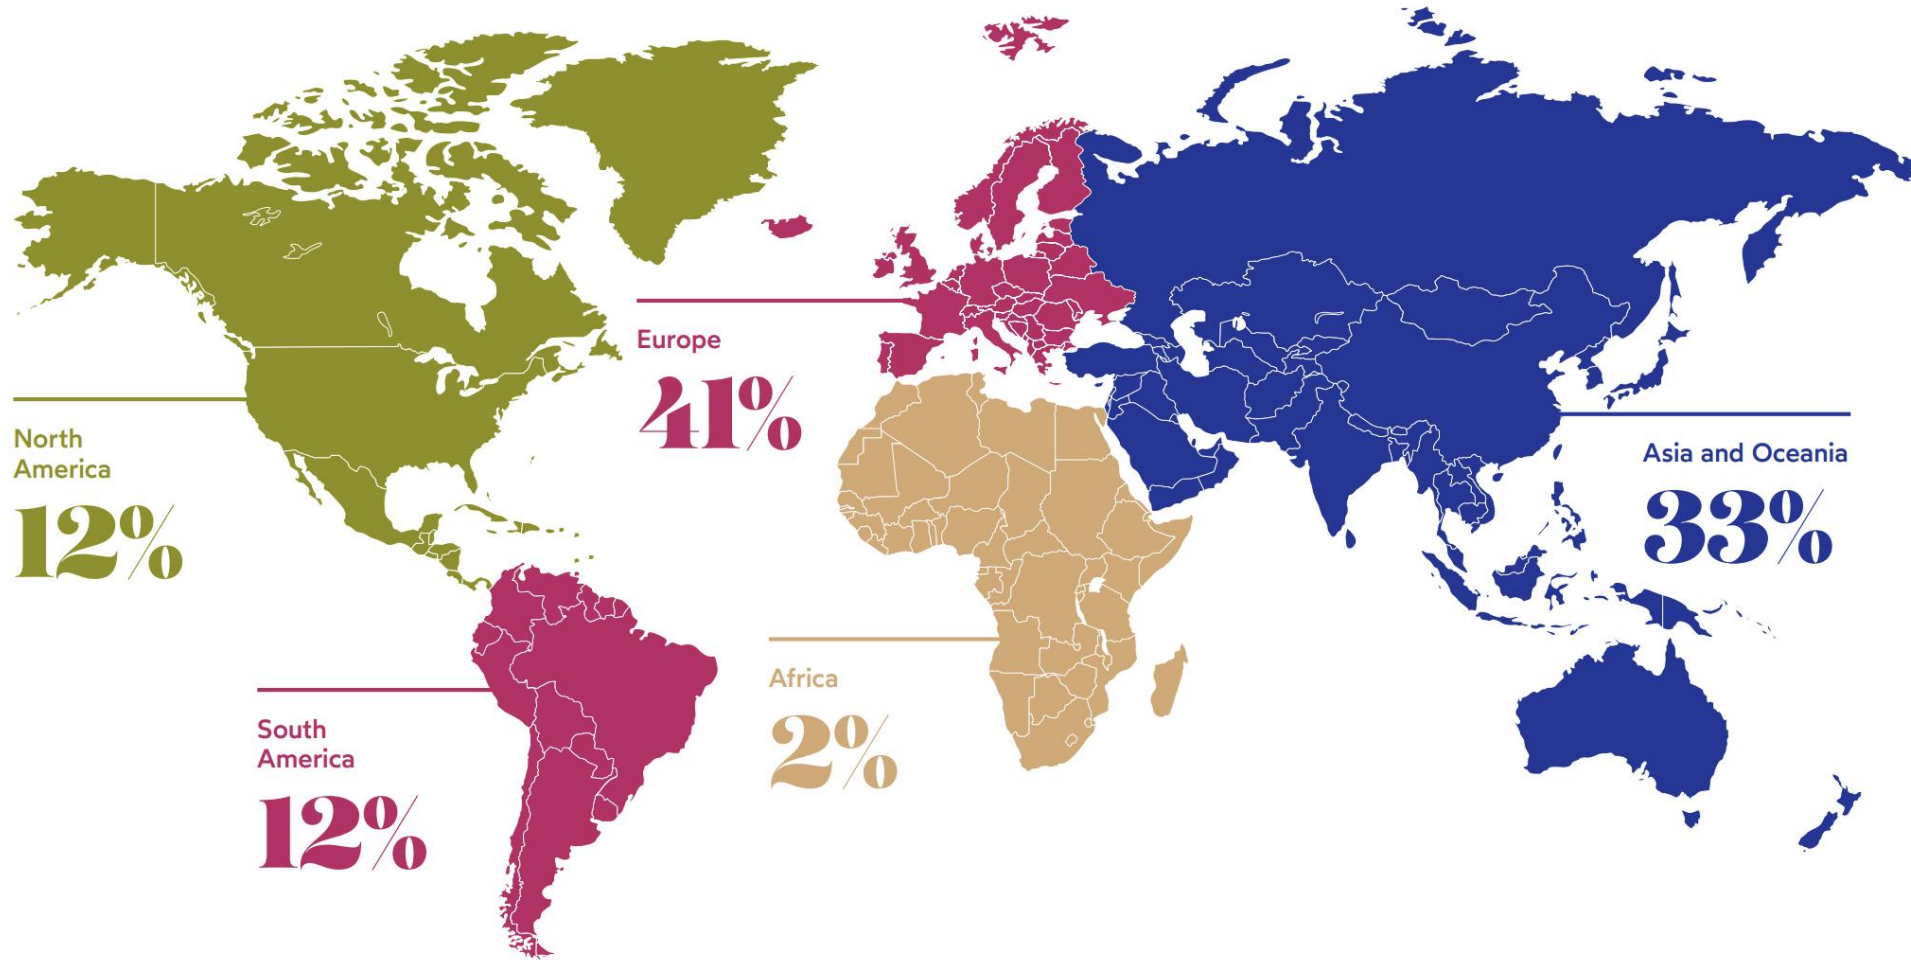 Europe
41%
North
America
12%
Asia and Oceania
33%
Africa
2%
South
America
12%